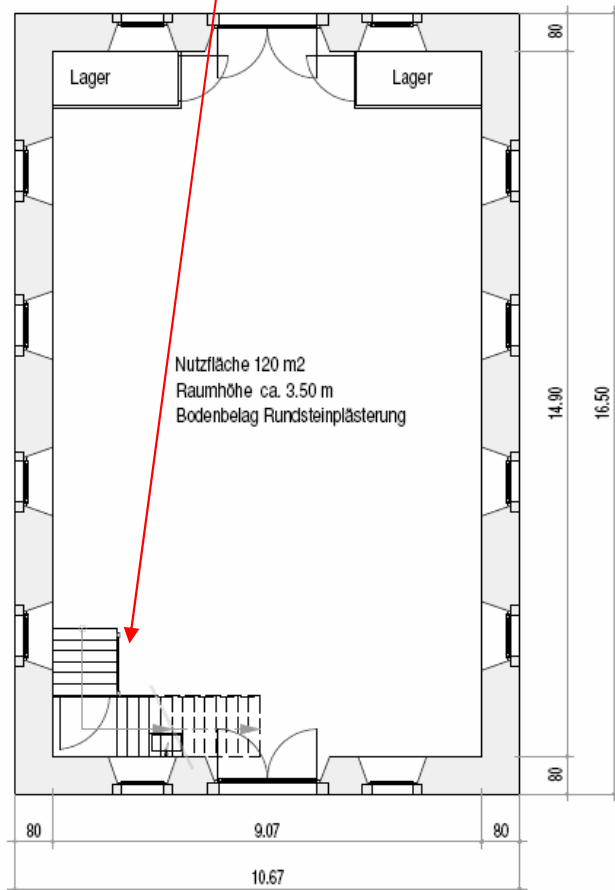 80
Lager
Lager
Nutzfläche 120 m2
Raumhöhe ca. 3.50 m
Bodenbelag Rundsteinplästerung
14.90
16.50
80
80
9.07
80
10.67